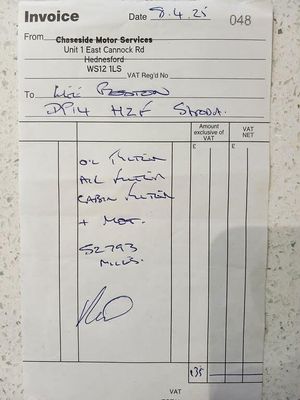 Invoice Date 8.4.25 048
From Chaseside Motor Services
Unit 1 East Cannock Rd
Hednesford
WS12 1LS
VAT Reg'd No
To
DP14 HZF SKODA.
Amount exclusive of VAT VAT NET
£ £
OIL FILTER
AIR FILTER
CABIN FILTER
+ MOT.
52793
MILES.
135
VAT